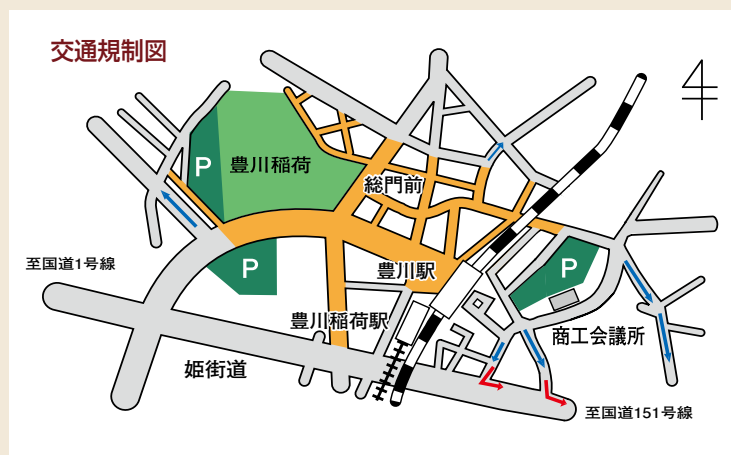 交通規制図
P
豊川稲荷
総門前
至国道1号線
P
豊川駅
P
豊川稲荷駅
商工会議所
姫街道
至国道151号線